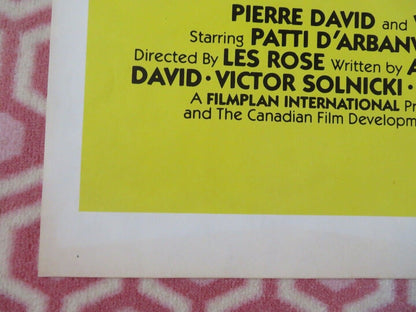 PIERRE DAVID and
Starring PATTI D'ARBANV
Directed By LES ROSE Written by
DAVID • VICTOR SOLNICKI •
A FILMPLAN INTERNATIONAL
and The Canadian Film Developm